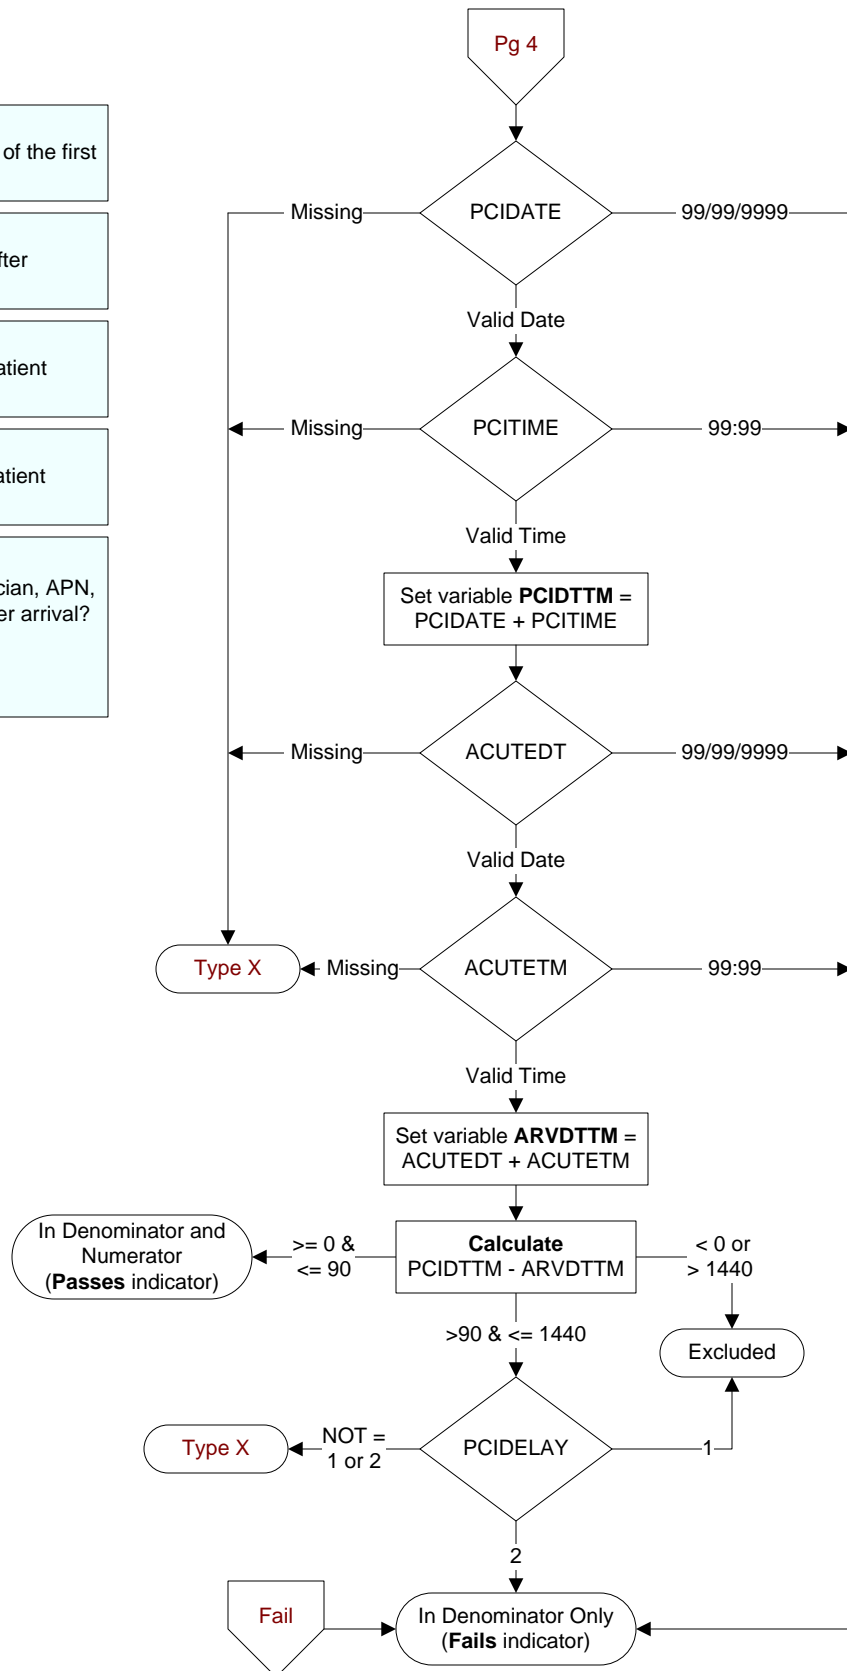 Pg 4
of the first
PCIDATE
Missing
99/99/9999
fter
Valid Date
atient
PCITIME
Missing
99:99
atient
Valid Time
cian, APN,
er arrival?
Set variable PCIDTTM =
PCIDATE + PCITIME
ACUTEDT
Missing
99/99/9999
Valid Date
Type X
Missing
ACUTETM
99:99
Valid Time
Set variable ARVDTTM =
ACUTEDT + ACUTETM
In Denominator and
Numerator
(Passes indicator)
>= 0 &
<= 90
Calculate
PCIDTTM - ARVDTTM
< 0 or
> 1440
>90 & <= 1440
Excluded
Type X
NOT =
1 or 2
PCIDELAY
1
2
Fail
In Denominator Only
(Fails indicator)